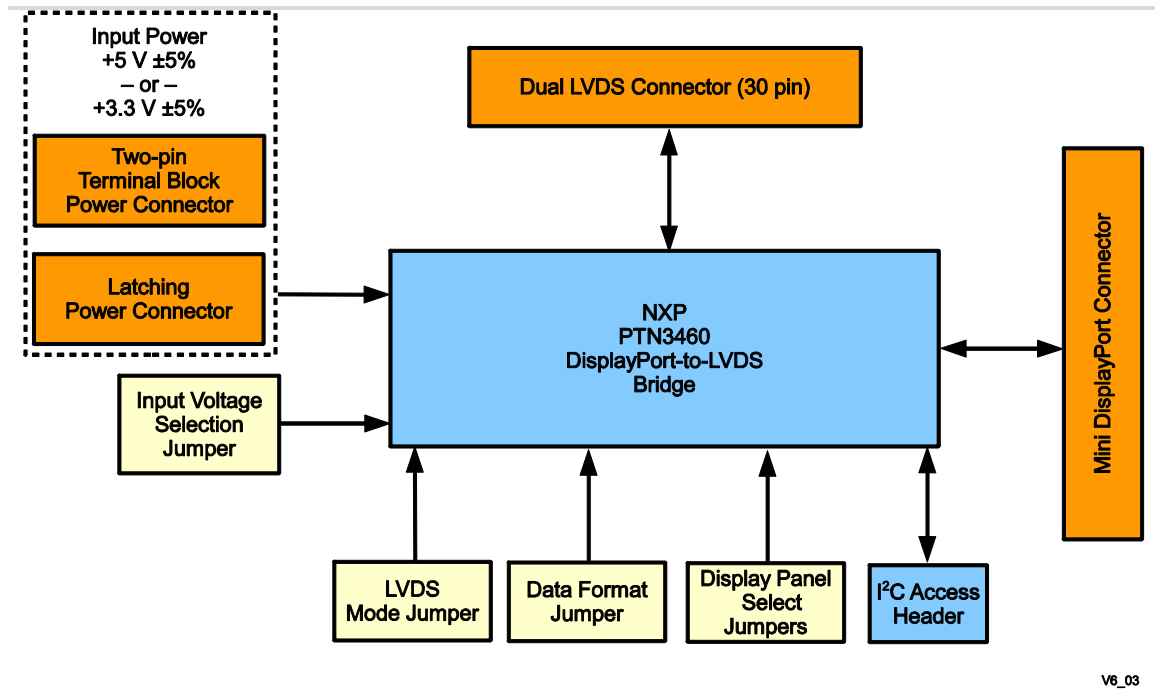 Input Power
+5 V ±5%
– or –
+3.3 V ±5%
Two-pin
Terminal Block
Power Connector
Latching
Power Connector
Input Voltage
Selection
Jumper
Dual LVDS Connector (30 pin)
NXP
PTN3460
DisplayPort-to-LVDS
Bridge
Mini DisplayPort Connector
LVDS
Mode Jumper
Data Format
Jumper
Display Panel
Select
Jumpers
I²C Access
Header
V6_03